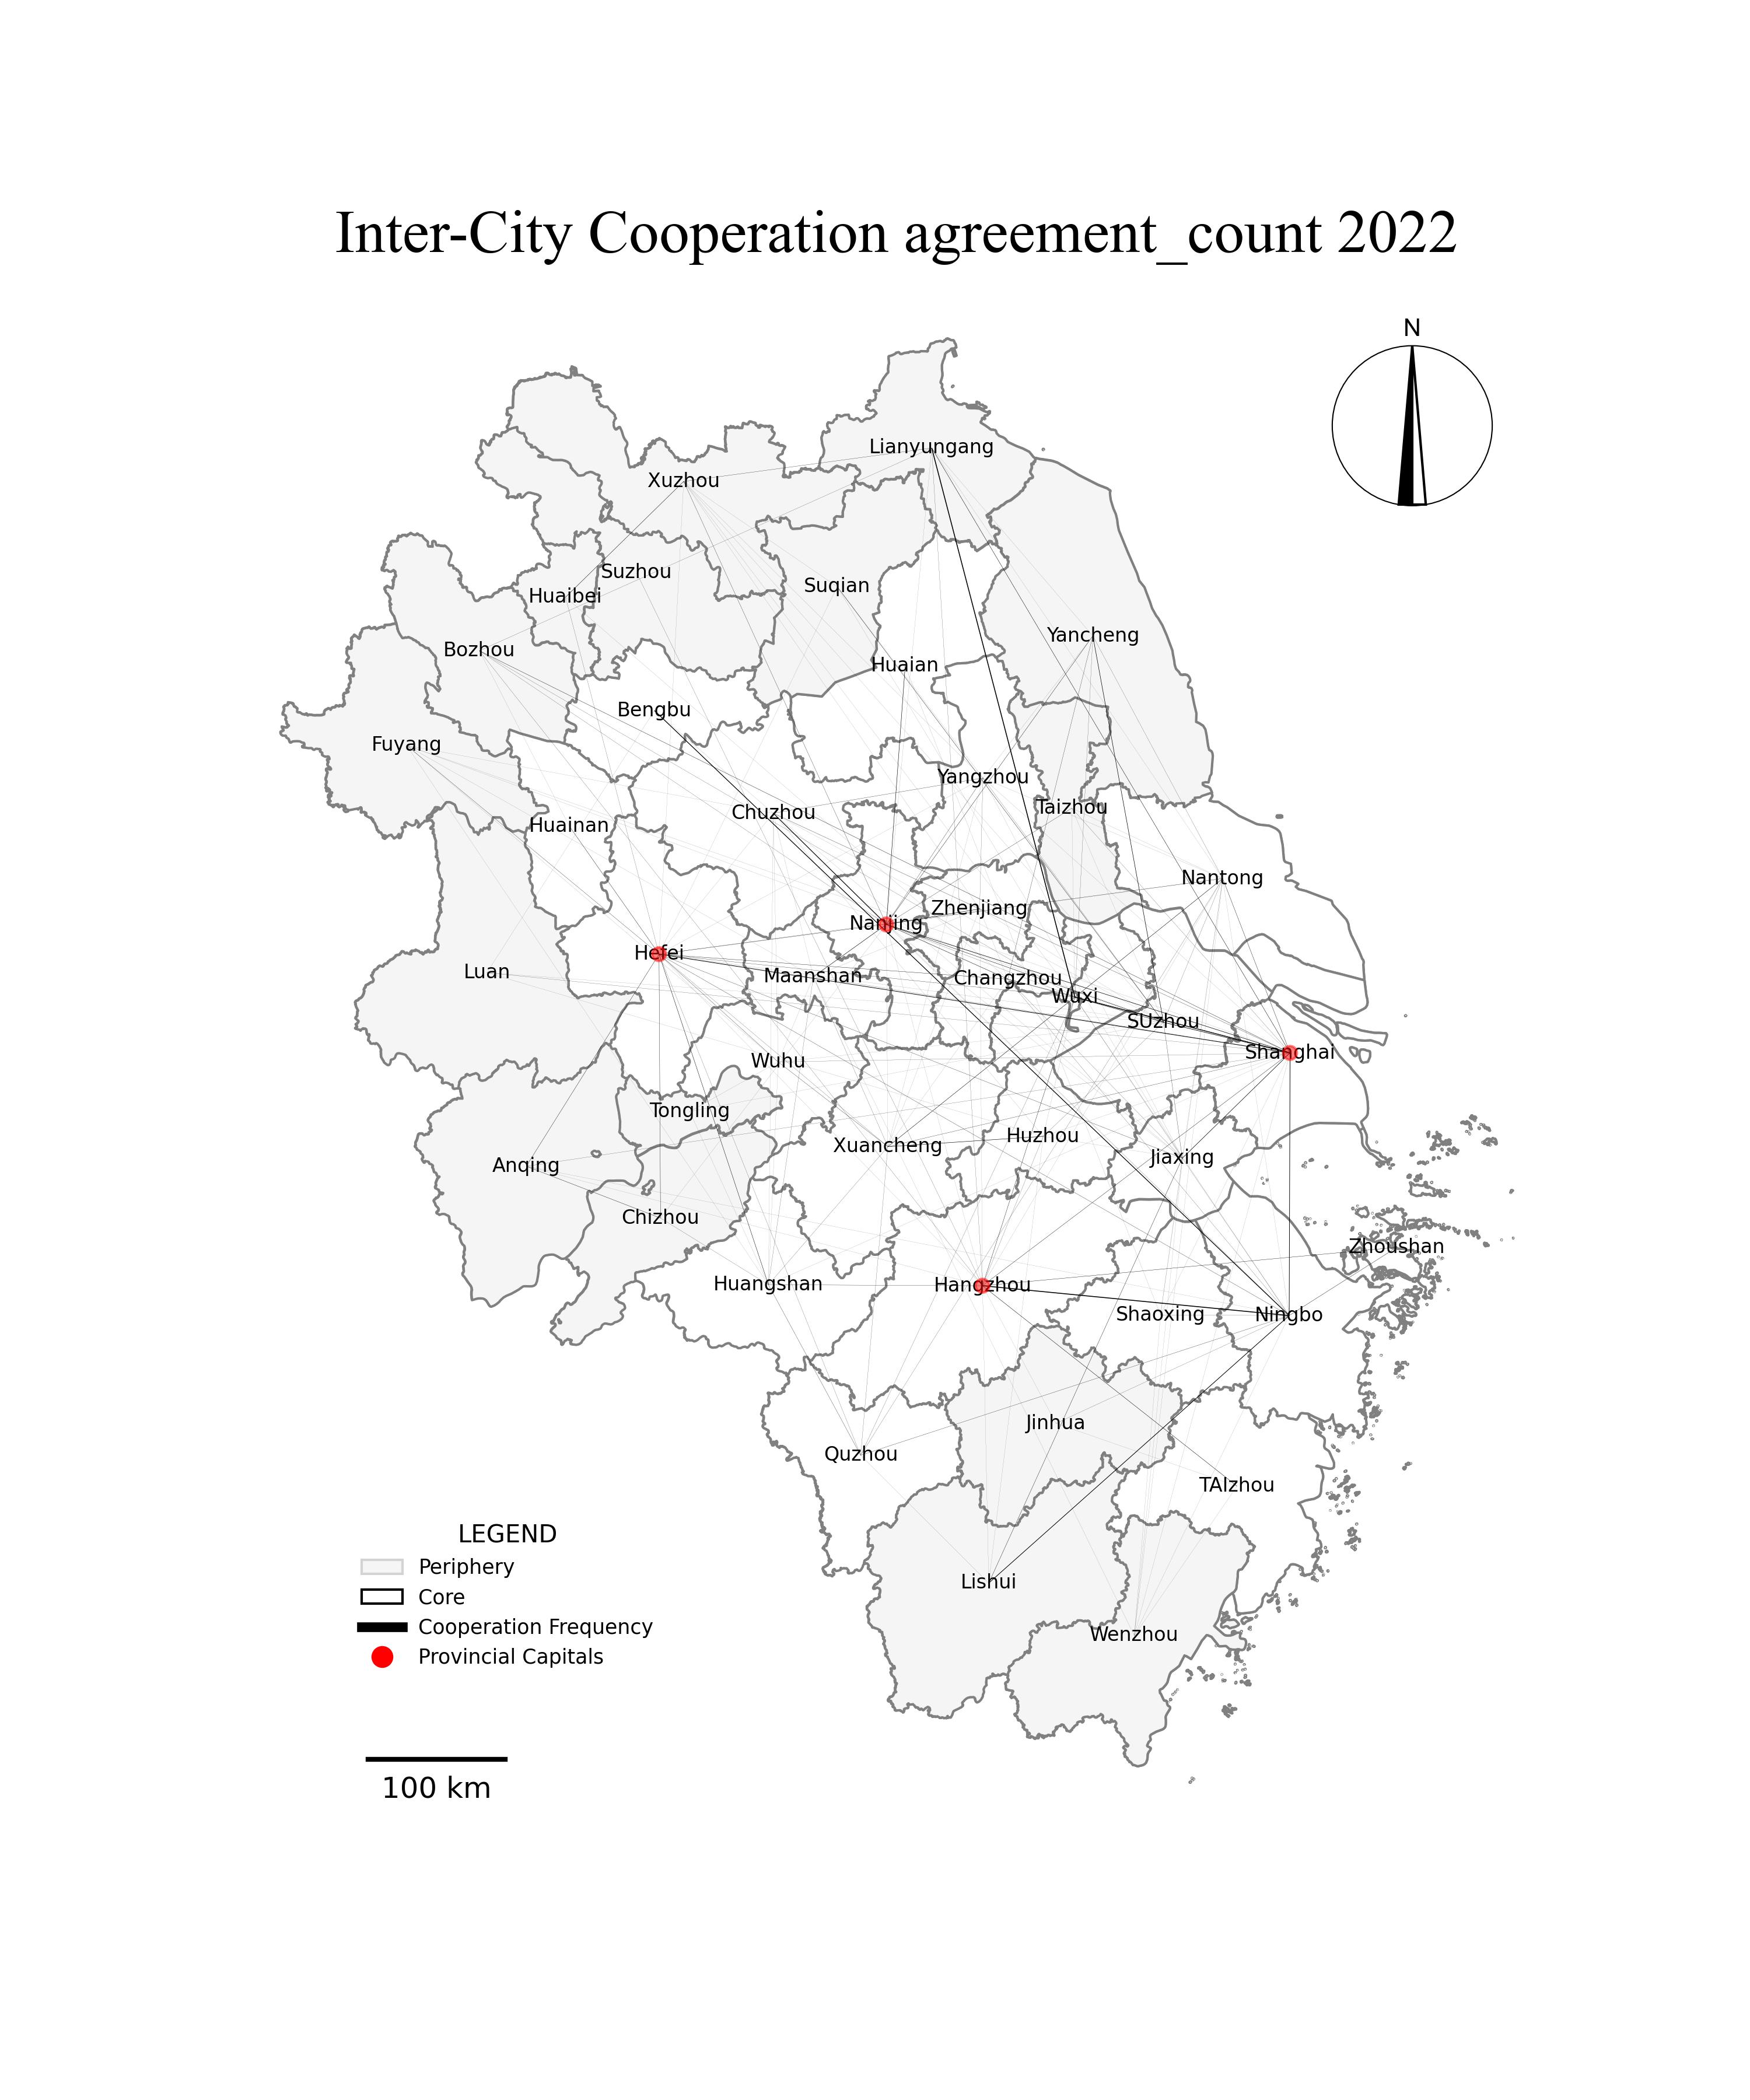 Inter-City Cooperation agreement_count 2022
N
Lianyungang
Xuzhou
Suzhou
Suqian
Huaibei
Yancheng
Bozhou
Huaian
Bengbu
Fuyang
Yangzhou
Taizhou
Chuzhou
Huainan
Nantong
Zhenjiang
Nanjing
Hefei
Luan
Maanshan
Changzhou
Wuxi
SUzhou
Shanghai
Wuhu
Tongling
Xuancheng
Huzhou
Jiaxing
Anqing
Chizhou
Zhoushan
Huangshan
Hangzhou
Shaoxing
Ningbo
Jinhua
Quzhou
TAIzhou
Lishui
Wenzhou
LEGEND
Periphery
Core
Cooperation Frequency
Provincial Capitals
100 km